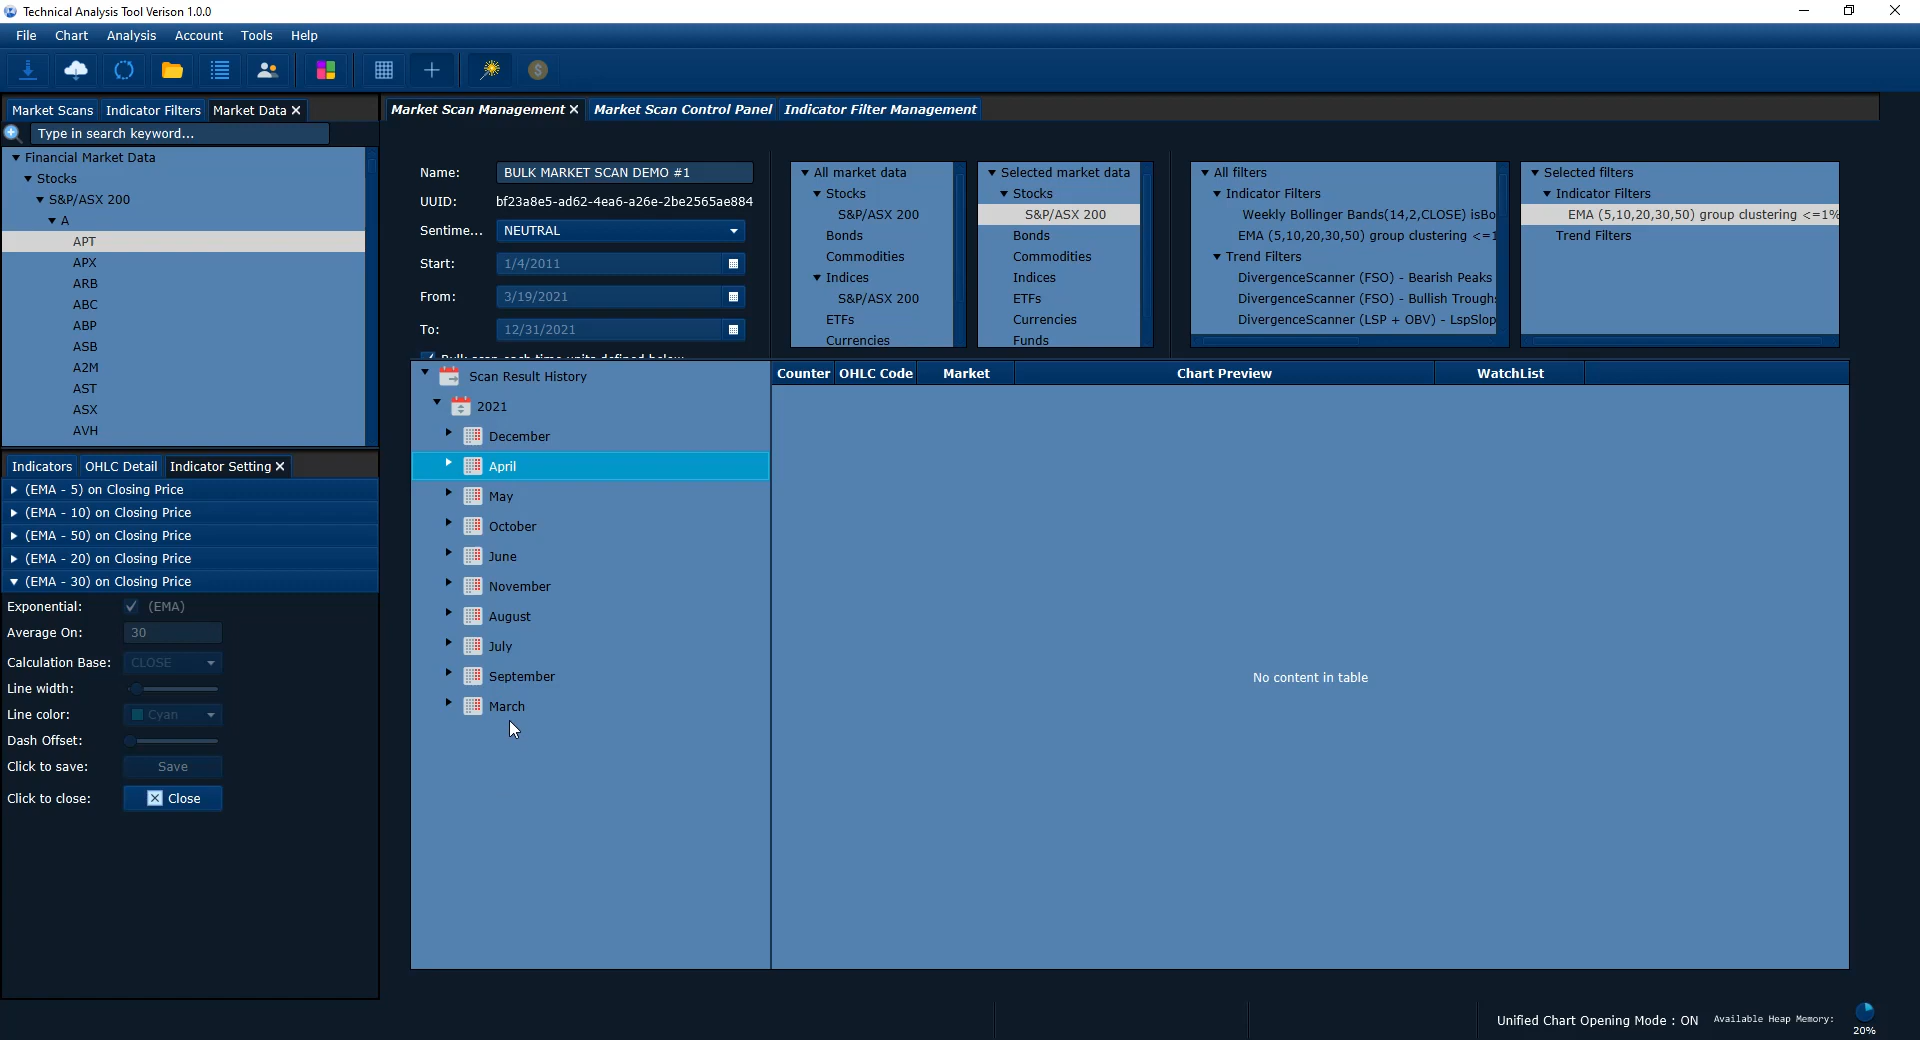 Technical Analysis Tool Verison 1.0.0
File Chart Analysis Account Tools Help
Market Scans Indicator Filters Market Data
Type in search keyword...
Financial Market Data
Stocks
S&P/ASX 200
A
APT
APX
ARB
ABC
ABP
ASB
A2M
AST
ASX
AVH
Indicators OHLC Detail Indicator Setting
(EMA - 5) on Closing Price
(EMA - 10) on Closing Price
(EMA - 50) on Closing Price
(EMA - 20) on Closing Price
(EMA - 30) on Closing Price
Exponential: (EMA)
Average On: 30
Calculation Base: CLOSE
Line width:
Line color: Cyan
Dash Offset:
Click to save: Save
Click to close: Close
Market Scan Management Market Scan Control Panel Indicator Filter Management
Name: BULK MARKET SCAN DEMO #1
UUID: bf23a8e5-ad62-4ea6-a26e-2be2565ae884
Sentime... NEUTRAL
Start: 1/4/2011
From: 3/19/2021
To: 12/31/2021
All market data
Stocks
S&P/ASX 200
Bonds
Commodities
Indices
S&P/ASX 200
ETFs
Currencies
Selected market data
Stocks
S&P/ASX 200
Bonds
Commodities
Indices
ETFs
Currencies
Funds
All filters
Indicator Filters
Weekly Bollinger Bands(14,2,CLOSE) isBo
EMA (5,10,20,30,50) group clustering <=1
Trend Filters
DivergenceScanner (FSO) - Bearish Peaks
DivergenceScanner (FSO) - Bullish Troughs
DivergenceScanner (LSP + OBV) - LspSlop
Selected filters
Indicator Filters
EMA (5,10,20,30,50) group clustering <=1%
Trend Filters
Scan Result History
2021
December
April
May
October
June
November
August
July
September
March
Counter OHLC Code Market Chart Preview WatchList
No content in table
Unified Chart Opening Mode : ON Available Heap Memory: 20%